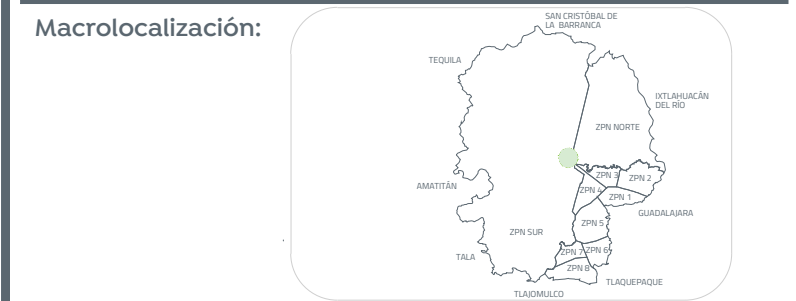 Macrolocalización:
SAN CRISTÓBAL DE
LA BARRANCA
TEQUILA
IXTLAHUACÁN
DEL RÍO
ZPN NORTE
ZPN 3
ZPN 2
AMATITÁN
ZPN 4
ZPN 1
GUADALAJARA
ZPN 5
ZPN SUR
ZPN 7
ZPN 6
TALA
ZPN 8
TLAQUEPAQUE
TLAJOMULCO